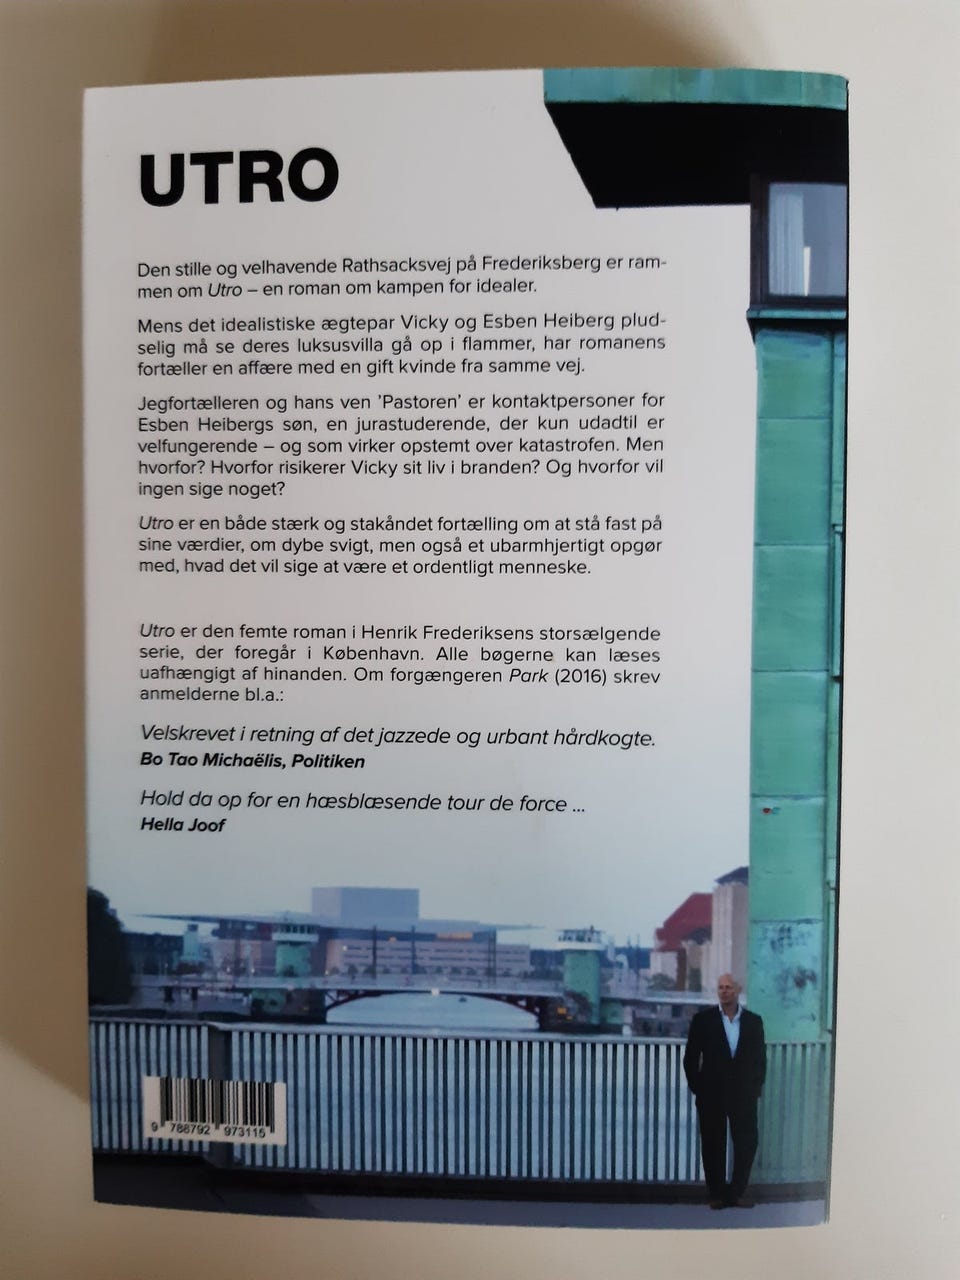 UTRO
Den stille og velhavende Rathsacksvej på Frederiksberg er ram-
men om Utro – en roman om kampen for idealer.
Mens det idealistiske ægtepar Vicky og Esben Heiberg plud-
selig må se deres luksusvilla gå op i flammer, har romanens
fortæller en affære med en gift kvinde fra samme vej.
Jegfortælleren og hans ven ’Pastoren’ er kontaktpersoner for
Esben Heibergs søn, en jurastuderende, der kun udadtil er
velfungerende – og som virker opstemt over katastrofen. Men
hvorfor? Hvorfor risikerer Vicky sit liv i branden? Og hvorfor vil
ingen sige noget?
Utro er en både stærk og stakåndet fortælling om at stå fast på
sine værdier, om dybe svigt, men også et ubarmhjertigt opgør
med, hvad det vil sige at være et ordentligt menneske.
Utro er den femte roman i Henrik Frederiksens storsælgende
serie, der foregår i København. Alle bøgerne kan læses
uafhængigt af hinanden. Om forgængeren Park (2016) skrev
anmelderne bl.a.:
Velskrevet i retning af det jazzede og urbant hårdkogte.
Bo Tao Michaëlis, Politiken
Hold da op for en hæsblæsende tour de force ...
Hella Joof
9 788792 973115